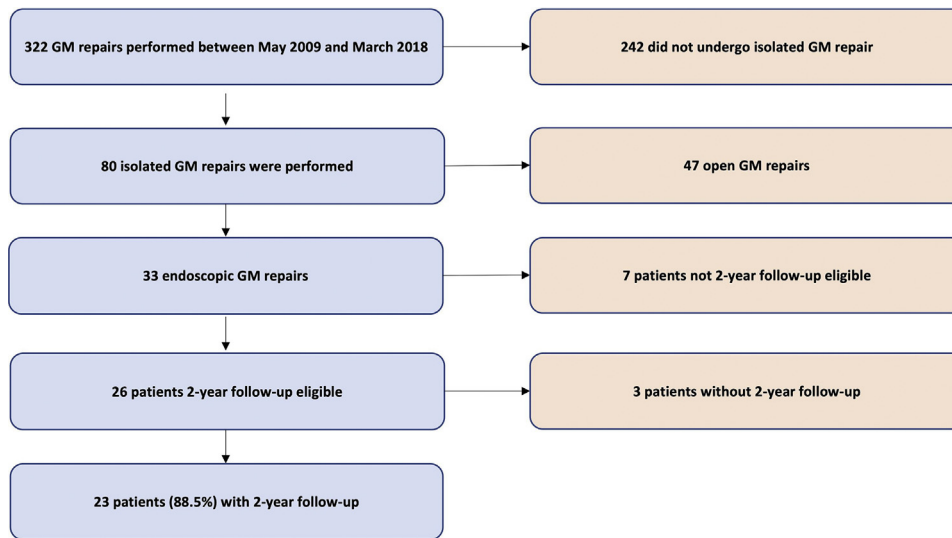 322 GM repairs performed between May 2009 and March 2018
242 did not undergo isolated GM repair
80 isolated GM repairs were performed
47 open GM repairs
33 endoscopic GM repairs
7 patients not 2-year follow-up eligible
26 patients 2-year follow-up eligible
3 patients without 2-year follow-up
23 patients (88.5%) with 2-year follow-up